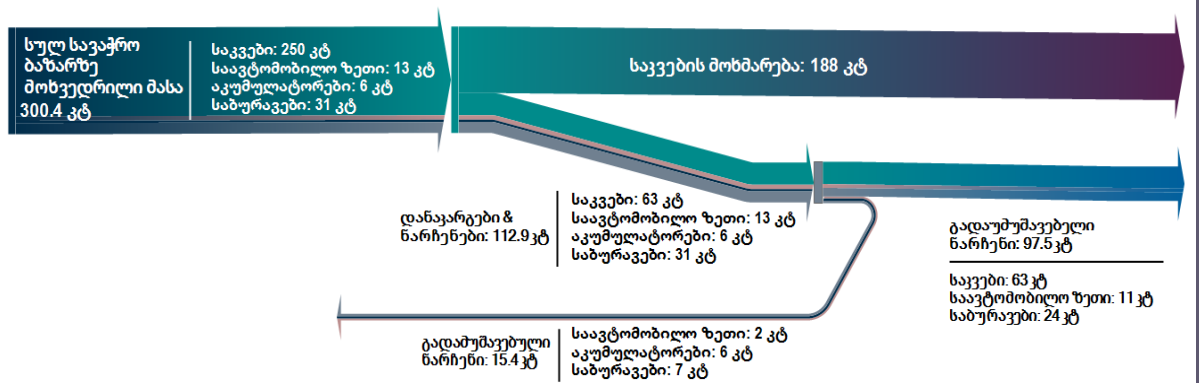 სულ სავაჭრო
ბაზარზე
მოხვედრილი მასა
300.4 კტ
საკვები: 250 კტ
საავტომობილო ზეთი: 13 კტ
აკუმულატორები: 6 კტ
საბურავები: 31 კტ
საკვების მოხმარება: 188 კტ
დანაკარგები &
ნარჩენები: 112.9 კტ
საკვები: 63 კტ
საავტომობილო ზეთი: 13 კტ
აკუმულატორები: 6 კტ
საბურავები: 31 კტ
გადაუმუშავებელი
ნარჩენი: 97.5 კტ
საკვები: 63 კტ
საავტომობილო ზეთი: 11 კტ
საბურავები: 24 კტ
გადამუშავებული
ნარჩენი: 15.4 კტ
საავტომობილო ზეთი: 2 კტ
აკუმულატორები: 6 კტ
საბურავები: 7 კტ